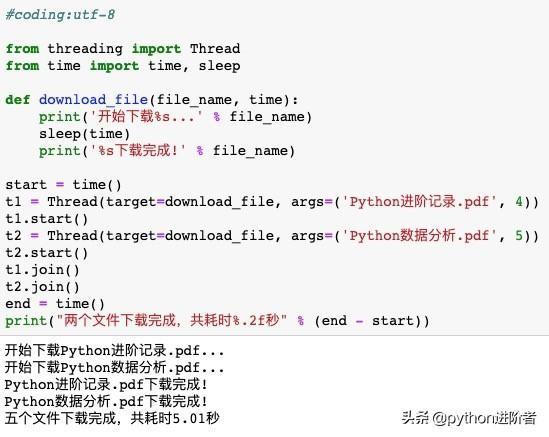 #coding:utf-8
from threading import Thread
from time import time, sleep
def download_file(file_name, time):
    print('开始下载%s...' % file_name)
    sleep(time)
    print('%s下载完成!' % file_name)
start = time()
t1 = Thread(target=download_file, args=('Python进阶记录.pdf', 4))
t1.start()
t2 = Thread(target=download_file, args=('Python数据分析.pdf', 5))
t2.start()
t1.join()
t2.join()
end = time()
print("两个文件下载完成，共耗时%.2f秒" % (end - start))
开始下载Python进阶记录.pdf...
开始下载Python数据分析.pdf...
Python进阶记录.pdf下载完成!
Python数据分析.pdf下载完成!
五个文件下载完成，共耗时5.01秒
头条 @python进阶者